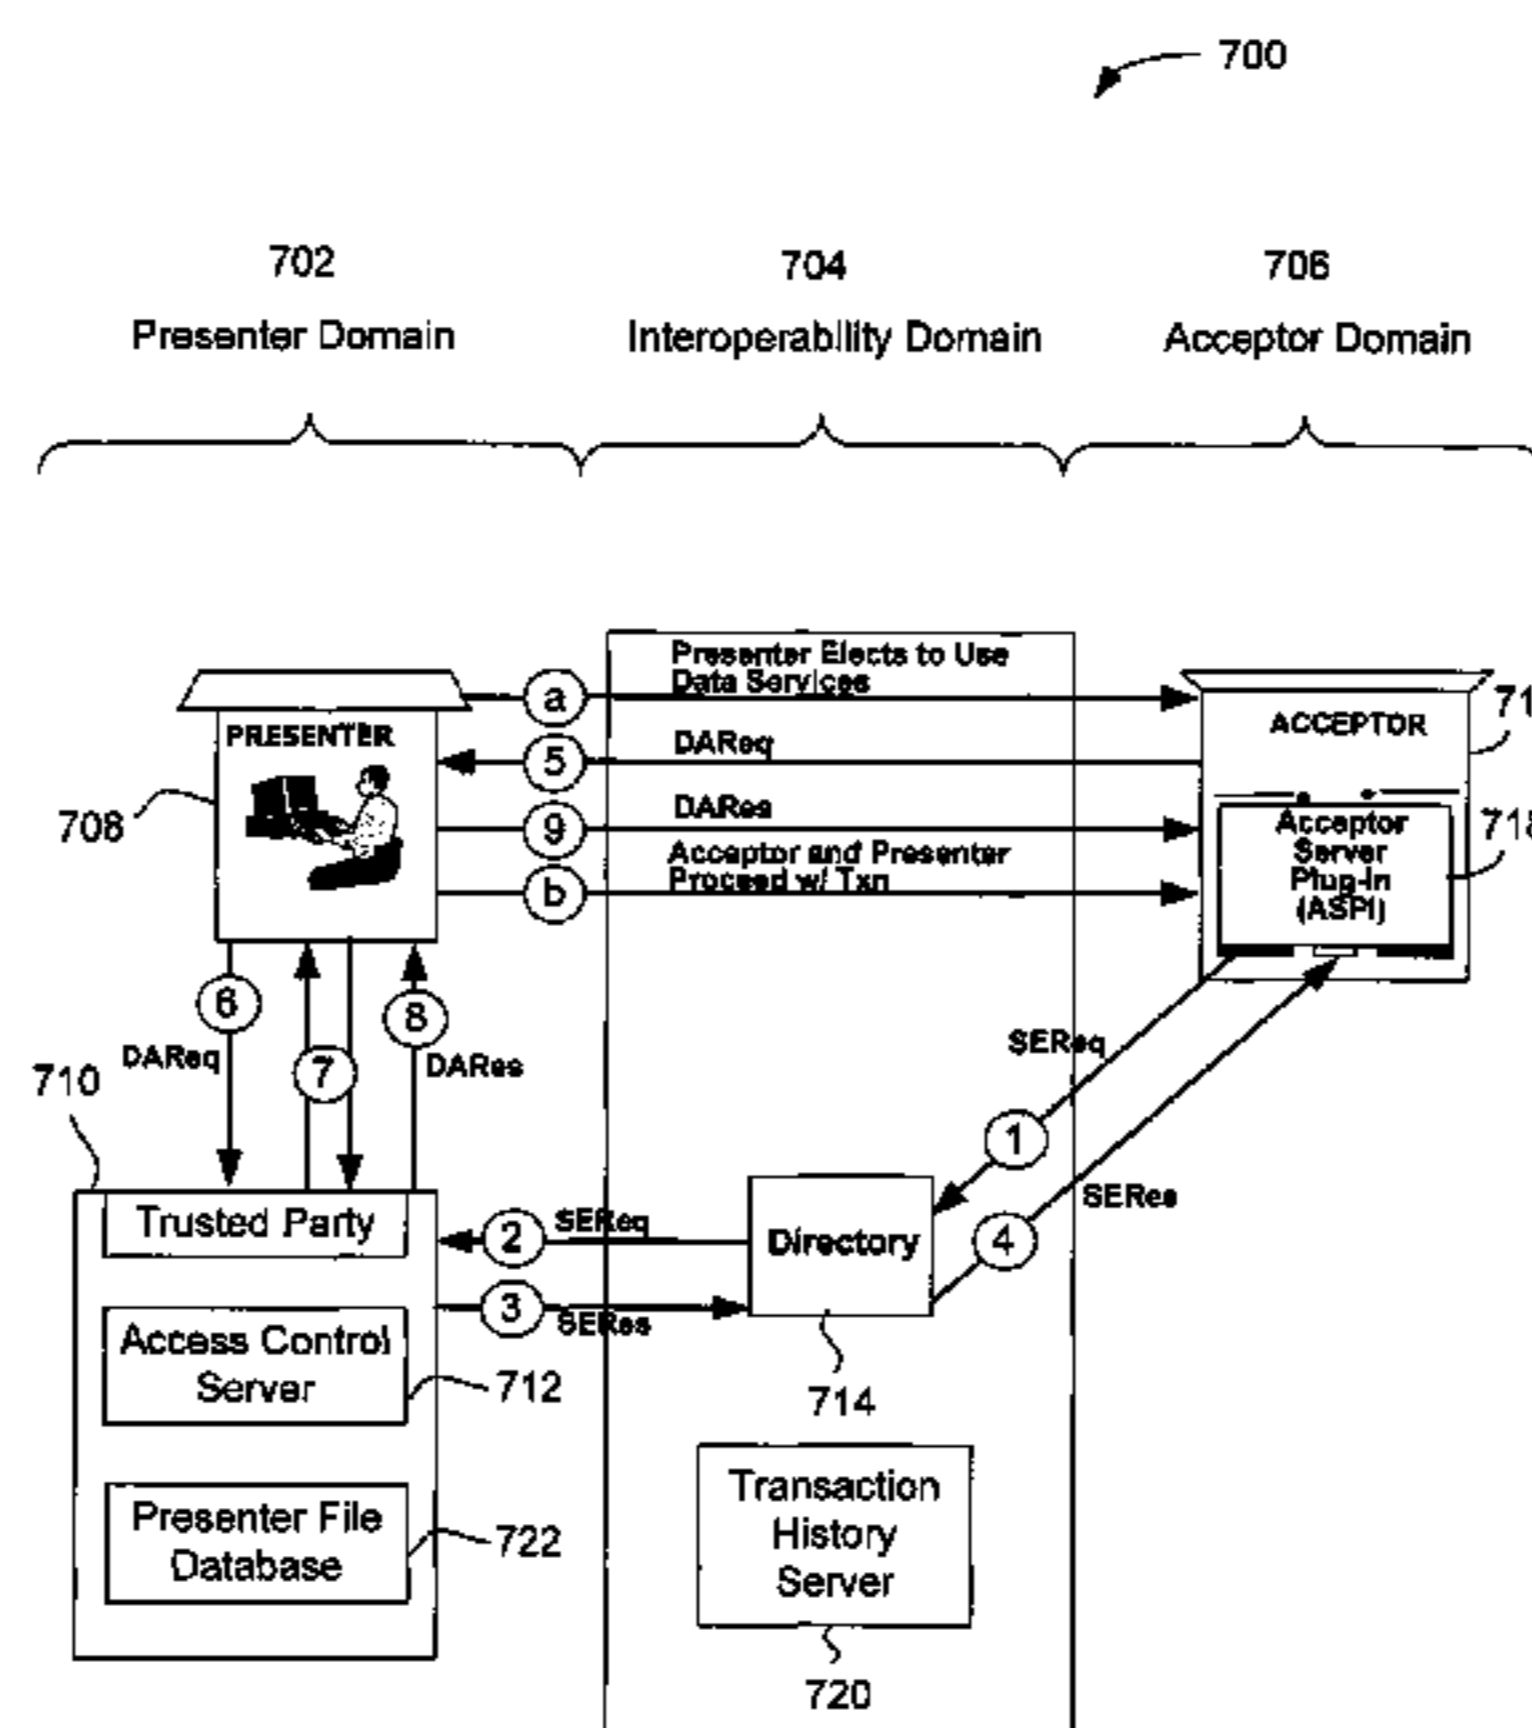 700
702
704
706
Presenter Domain
Interoperability Domain
Acceptor Domain
Presenter Elects to Use
Data Services
a
PRESENTER
ACCEPTOR
DAReq
5
708
DARes
9
Acceptor
Server
Plug-In
(ASPI)
Acceptor and Presenter
Proceed w/ Txn
b
6
8
7
DAReq
DARes
710
SEReq
1
SERes
4
Trusted Party
2
SEReq
Directory
3
SERes
Access Control
Server
712
714
Presenter File
Database
722
Transaction
History
Server
720